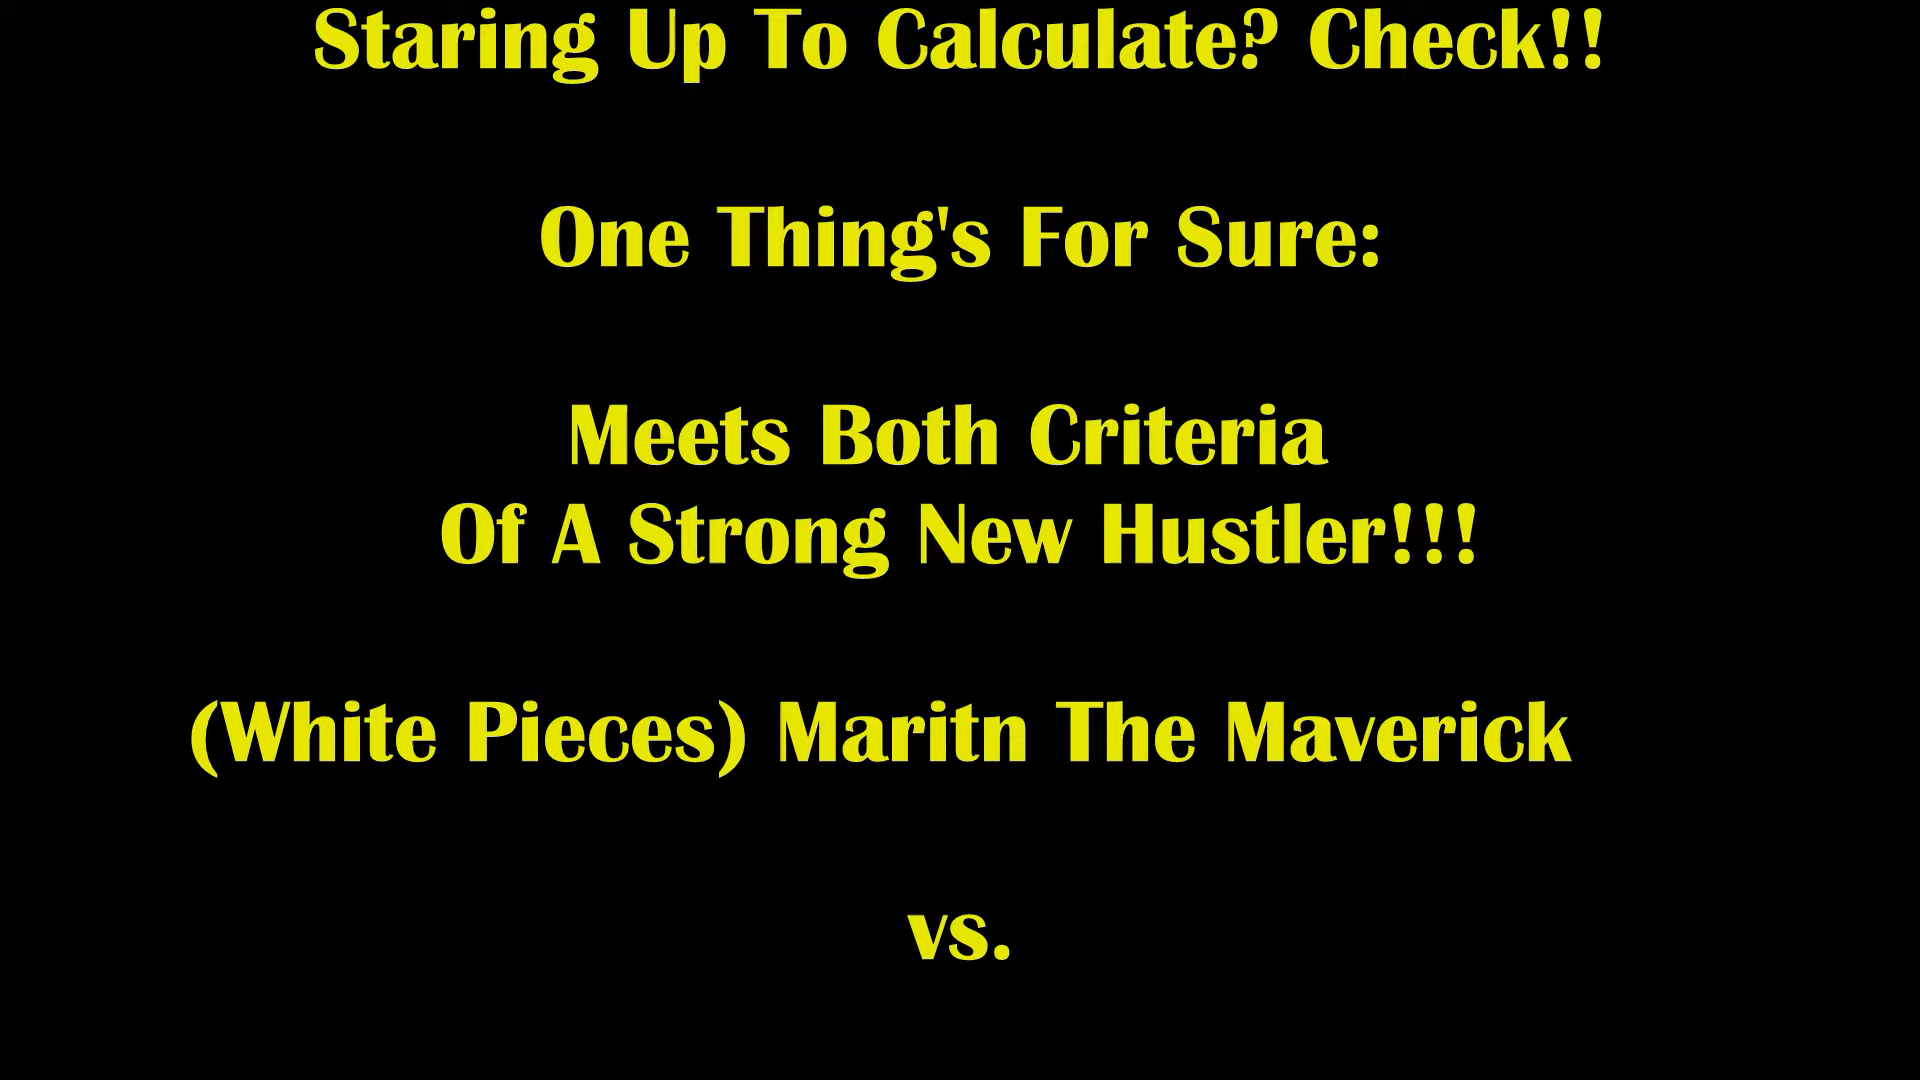 Staring Up To Calculate? Check!!
One Thing's For Sure:
Meets Both Criteria
Of A Strong New Hustler!!!
(White Pieces) Maritn The Maverick
vs.